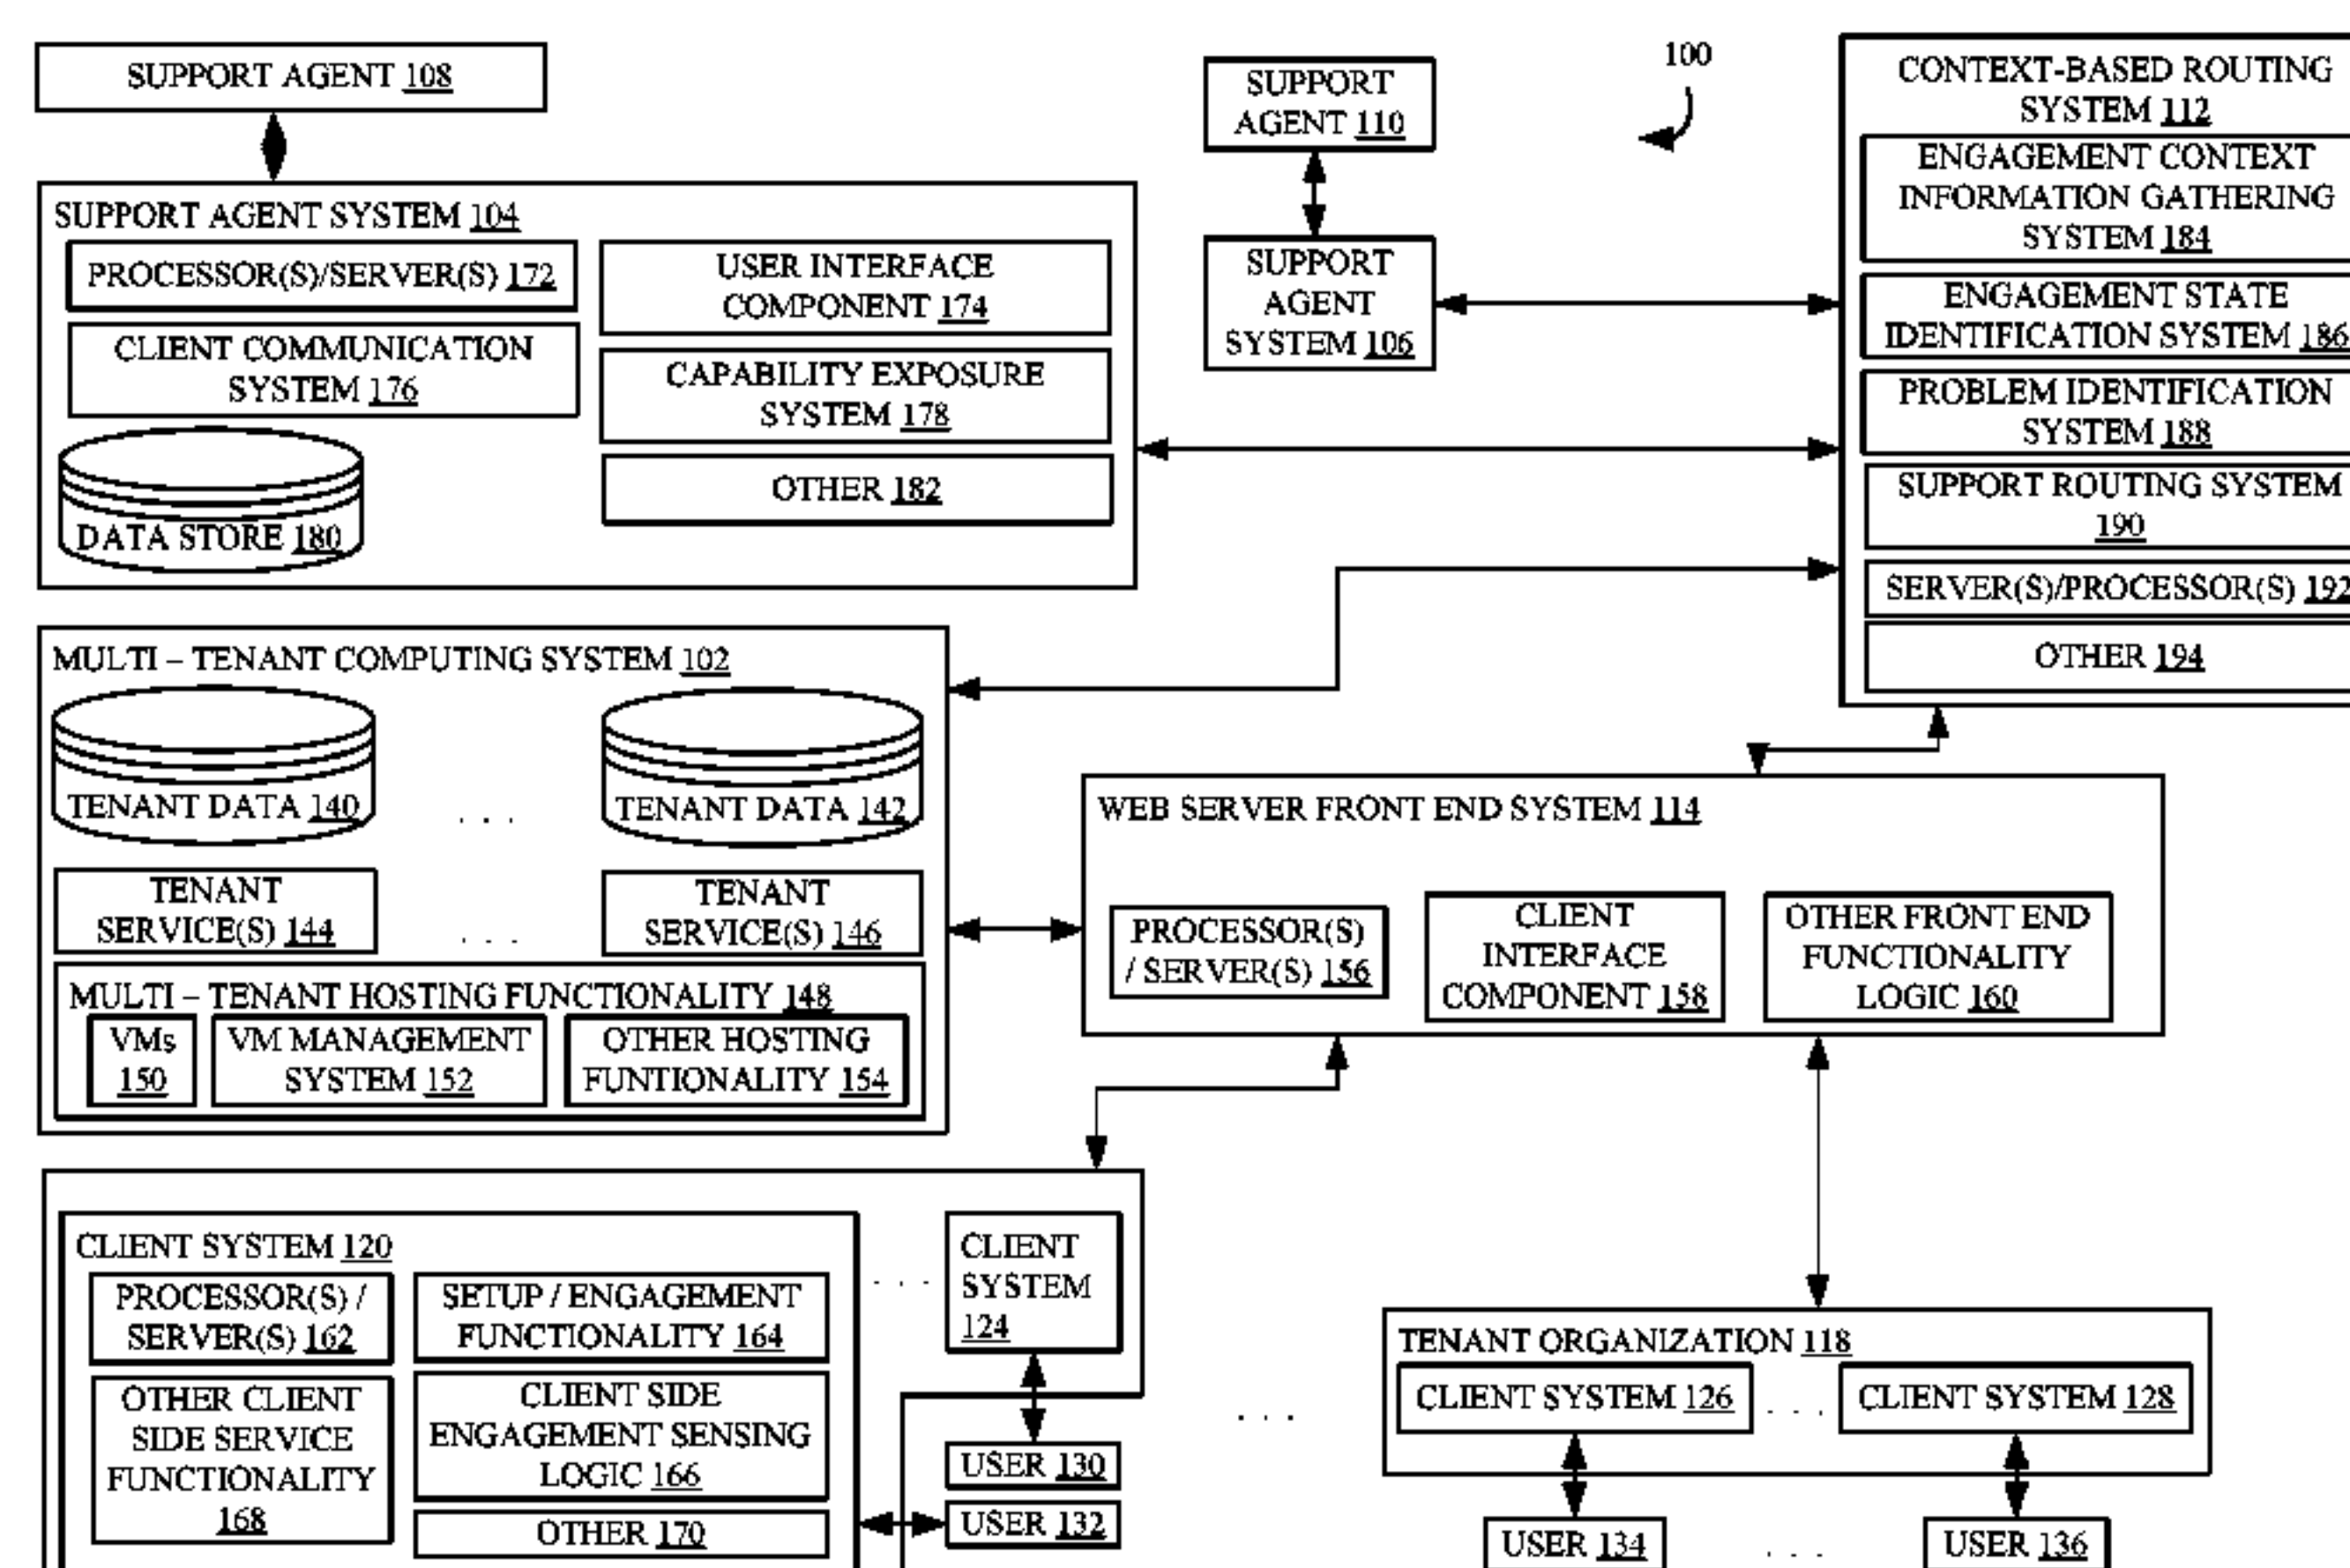 SUPPORT AGENT 108
SUPPORT
AGENT 110
100
CONTEXT-BASED ROUTING
SYSTEM 112
ENGAGEMENT CONTEXT
INFORMATION GATHERING
SYSTEM 184
ENGAGEMENT STATE
IDENTIFICATION SYSTEM 186
PROBLEM IDENTIFICATION
SYSTEM 188
SUPPORT ROUTING SYSTEM
190
SERVER(S)/PROCESSOR(S) 192
OTHER 194
SUPPORT AGENT SYSTEM 104
PROCESSOR(S)/SERVER(S) 172
CLIENT COMMUNICATION
SYSTEM 176
DATA STORE 180
USER INTERFACE
COMPONENT 174
CAPABILITY EXPOSURE
SYSTEM 178
OTHER 182
SUPPORT
AGENT
SYSTEM 106
MULTI – TENANT COMPUTING SYSTEM 102
TENANT DATA 140
. . .
TENANT DATA 142
TENANT
SERVICE(S) 144
. . .
TENANT
SERVICE(S) 146
MULTI – TENANT HOSTING FUNCTIONALITY 148
VMs
150
VM MANAGEMENT
SYSTEM 152
OTHER HOSTING
FUNTIONALITY 154
WEB SERVER FRONT END SYSTEM 114
PROCESSOR(S)
/ SERVER(S) 156
CLIENT
INTERFACE
COMPONENT 158
OTHER FRONT END
FUNCTIONALITY
LOGIC 160
CLIENT SYSTEM 120
PROCESSOR(S) /
SERVER(S) 162
SETUP / ENGAGEMENT
FUNCTIONALITY 164
OTHER CLIENT
SIDE SERVICE
FUNCTIONALITY
168
CLIENT SIDE
ENGAGEMENT SENSING
LOGIC 166
OTHER 170
. . .
CLIENT
SYSTEM
124
USER 130
USER 132
. . .
TENANT ORGANIZATION 118
CLIENT SYSTEM 126
. . .
CLIENT SYSTEM 128
USER 134
. . .
USER 136